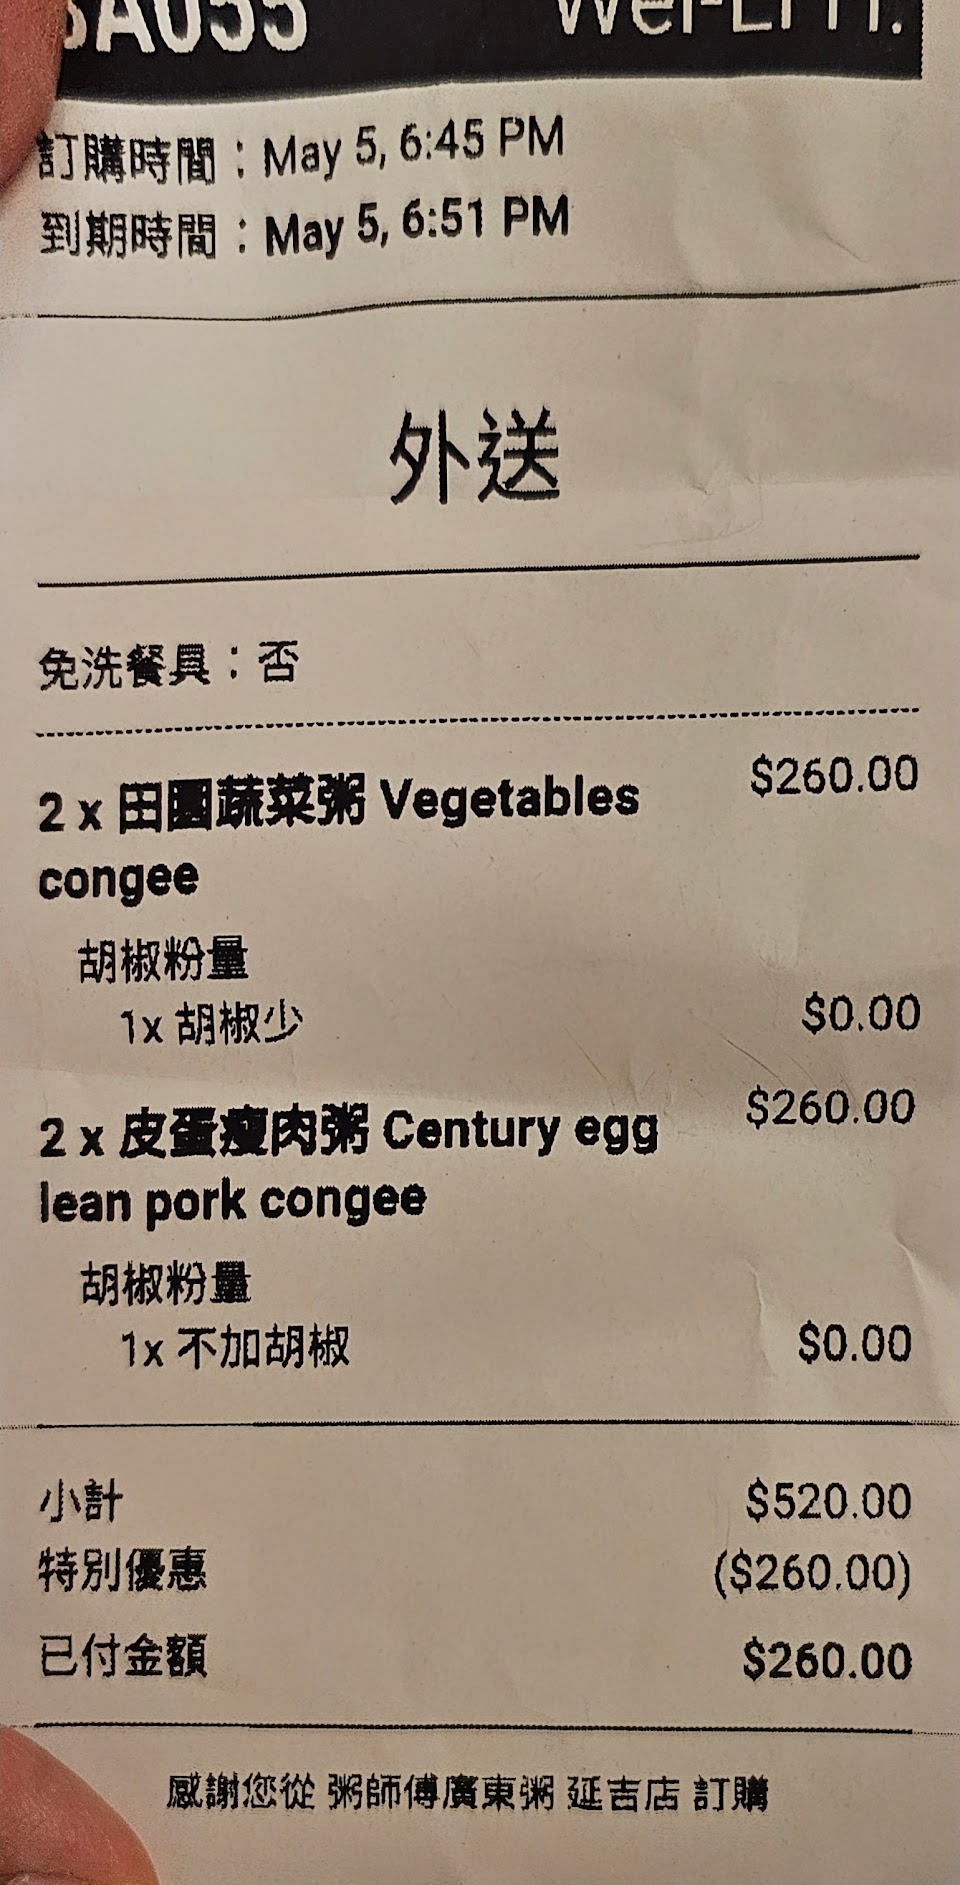 訂購時間：May 5, 6:45 PM
到期時間：May 5, 6:51 PM
外送
免洗餐具：否
2 x 田園蔬菜粥 Vegetables $260.00
congee
胡椒粉量
1x 胡椒少 $0.00
2 x 皮蛋瘦肉粥 Century egg $260.00
lean pork congee
胡椒粉量
1x 不加胡椒 $0.00
小計 $520.00
特別優惠 ($260.00)
已付金額 $260.00
感謝您從 粥師傅廣東粥 延吉店 訂購